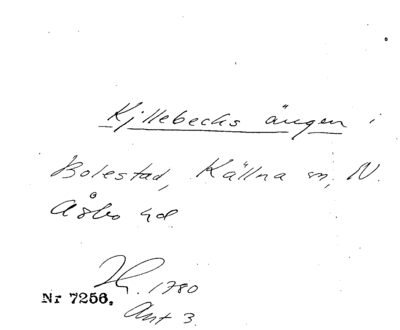 Kjllebecks ängen i
Bolestad, Källna sn, N.
Åsbo hd
1780
Nr 7256.
Akt 3.